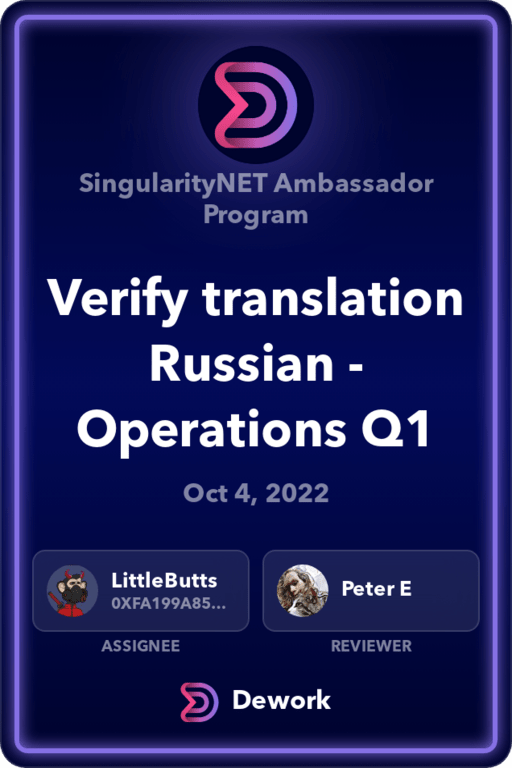 SingularityNET Ambassador
Program
Verify translation
Russian -
Operations Q1
Oct 4, 2022
LittleButts
0XFA199A85...
Peter E
ASSIGNEE
REVIEWER
Dework